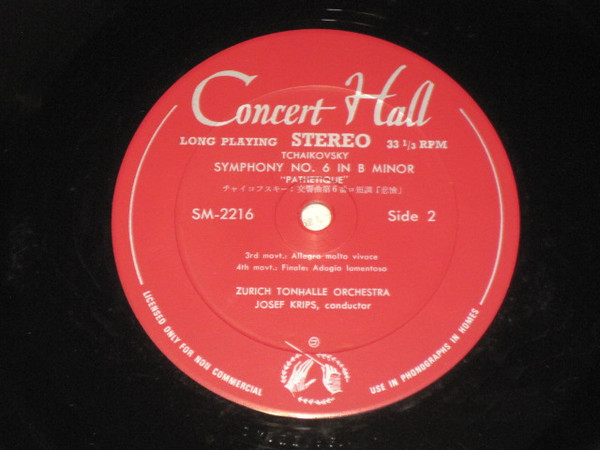 Concert Hall
LONG PLAYING STEREO 33 1/3 RPM
TCHAIKOVSKY
SYMPHONY NO. 6 IN B MINOR
"PATHETIQUE"
チャイコフスキー：交響曲第6番ロ短調「悲愴」
SM-2216 Side 2
3rd movt.: Allegro molto vivace
4th movt.: Finale: Adagio lamentoso
ZURICH TONHALLE ORCHESTRA
JOSEF KRIPS, conductor
LICENSED ONLY FOR NON COMMERCIAL
USE IN PHONOGRAPHS IN HOMES